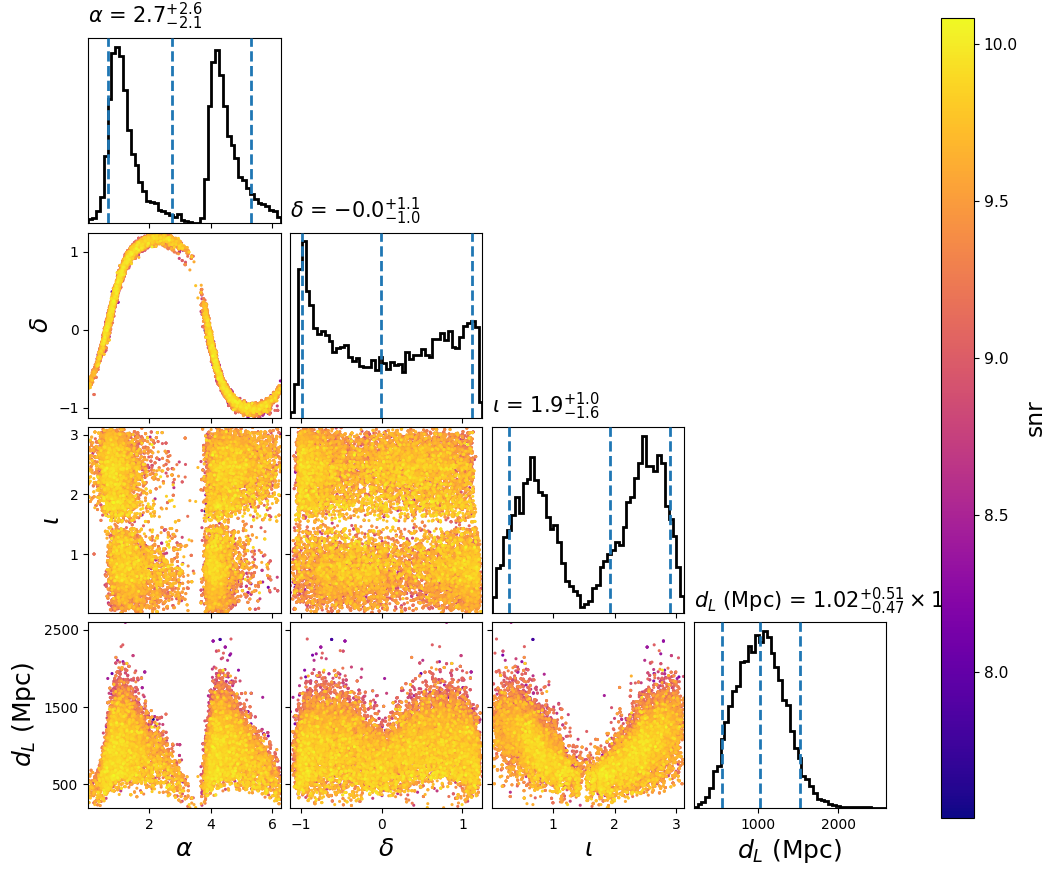 α = 2.7^{+2.6}_{-2.1}
10.0
9.5
δ = −0.0^{+1.1}_{-1.0}
1
0
−1
δ
9.0
ι = 1.9^{+1.0}_{-1.6}
snr
3
2
1
ι
8.5
d_L (Mpc) = 1.02^{+0.51}_{-0.47} × 1
8.0
2500
1500
500
d_L (Mpc)
2 4 6
−1 0 1
1 2 3
1000 2000
α δ ι d_L (Mpc)